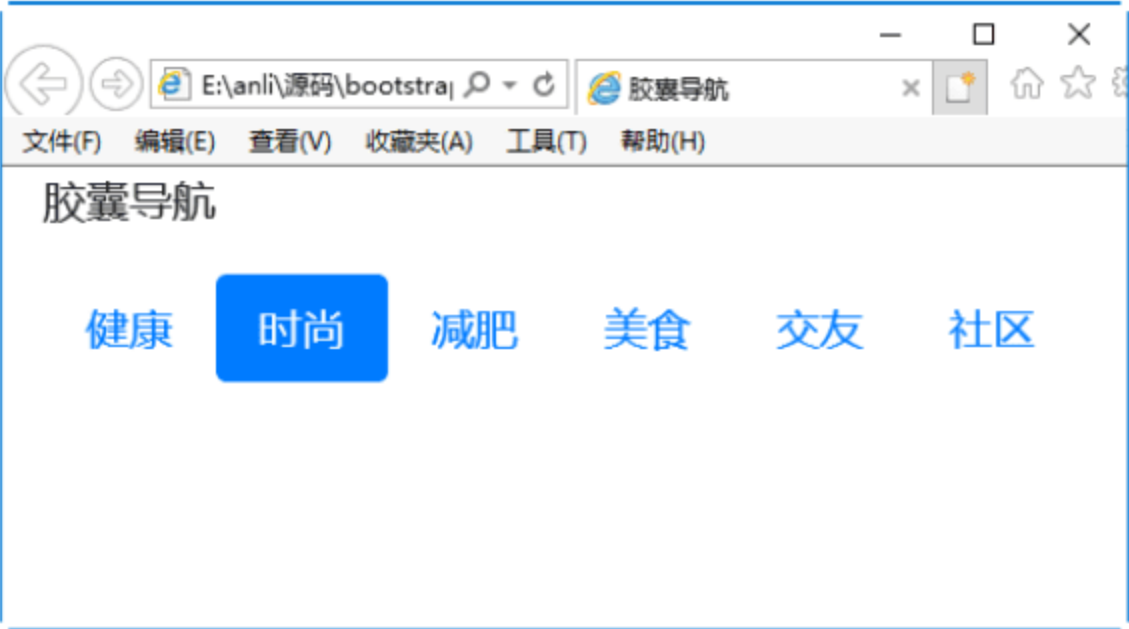 E:\anli\源码\bootstrap 胶囊导航
文件(F) 编辑(E) 查看(V) 收藏夹(A) 工具(T) 帮助(H)
胶囊导航
健康 时尚 减肥 美食 交友 社区